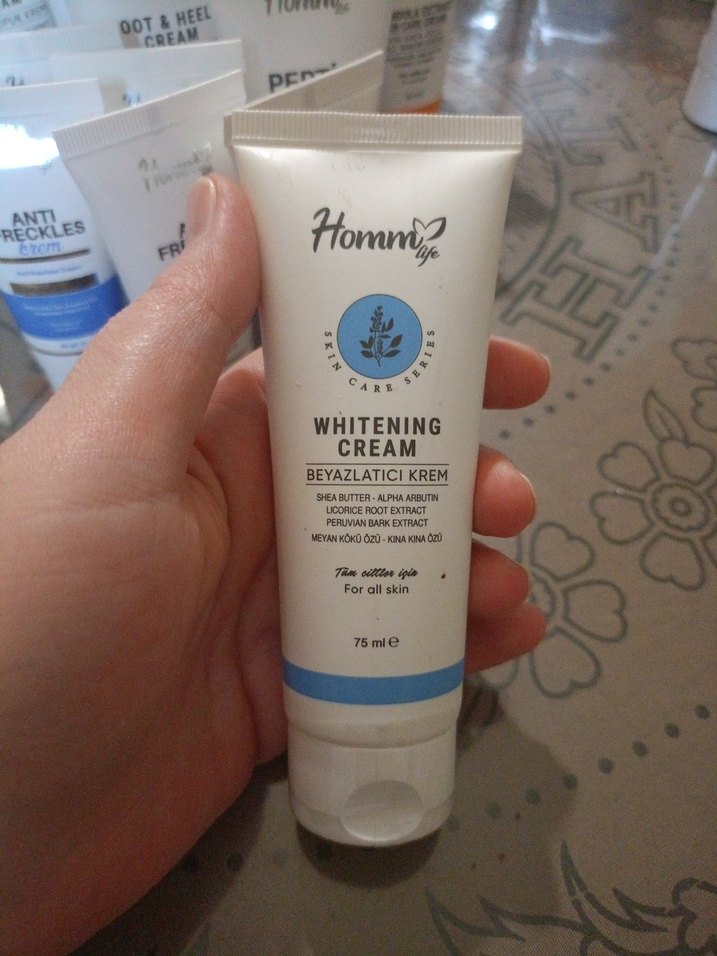 OOT & HEEL
CREAM
Homm
life
ANTI
FRECKLES
krem
Homm
life
SKIN CARE SERIES
WHITENING
CREAM
BEYAZLATICI KREM
SHEA BUTTER - ALPHA ARBUTIN
LICORICE ROOT EXTRACT
PERUVIAN BARK EXTRACT
MEYAN KÖKÜ ÖZÜ - KINA KINA ÖZÜ
Tüm ciltler için
For all skin
75 ml ℮